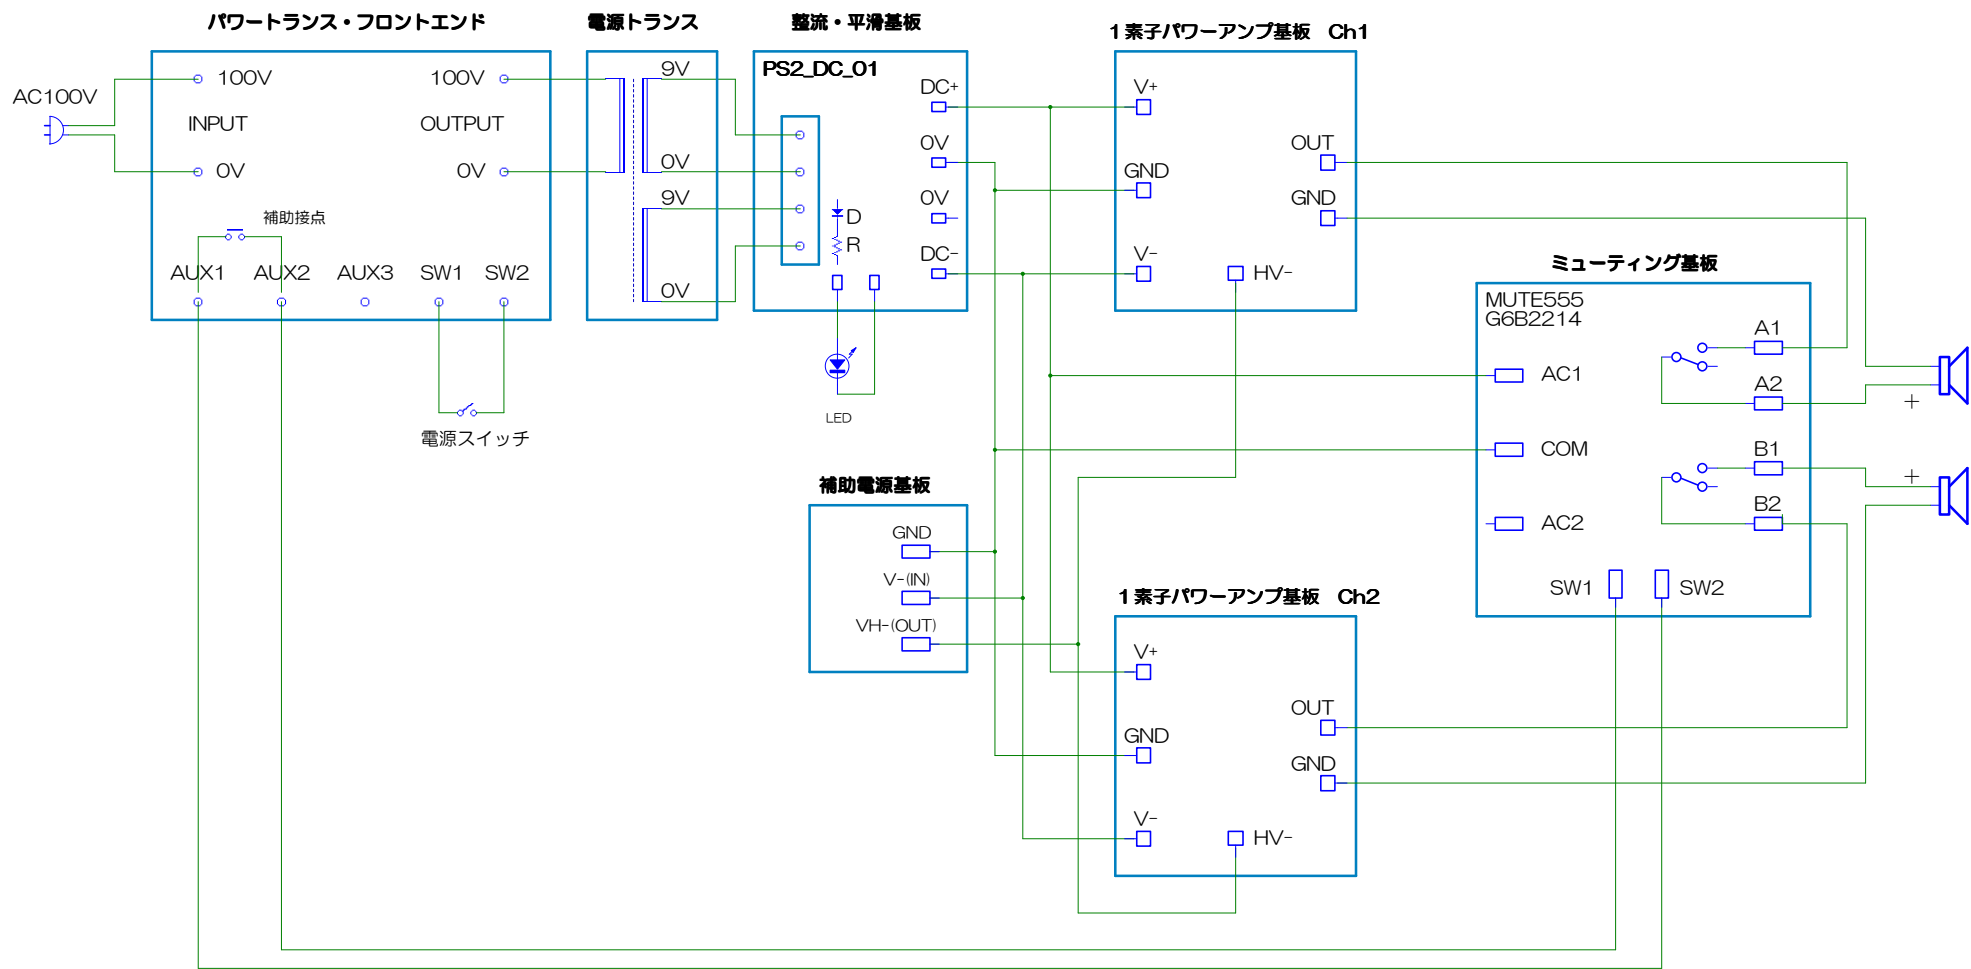 パワートランス・フロントエンド
電源トランス
整流・平滑基板
1素子パワーアンプ基板 Ch1
AC100V
100V
100V
INPUT
OUTPUT
0V
0V
補助接点
AUX1
AUX2
AUX3
SW1
SW2
電源スイッチ
9V
0V
9V
0V
PS2_DC_01
DC+
0V
0V
DC-
D
R
LED
V+
GND
V-
HV-
OUT
GND
ミューティング基板
MUTE555
G6B2214
AC1
COM
AC2
A1
A2
B1
B2
SW1
SW2
+
+
補助電源基板
GND
V-(IN)
VH-(OUT)
1素子パワーアンプ基板 Ch2
V+
GND
V-
HV-
OUT
GND